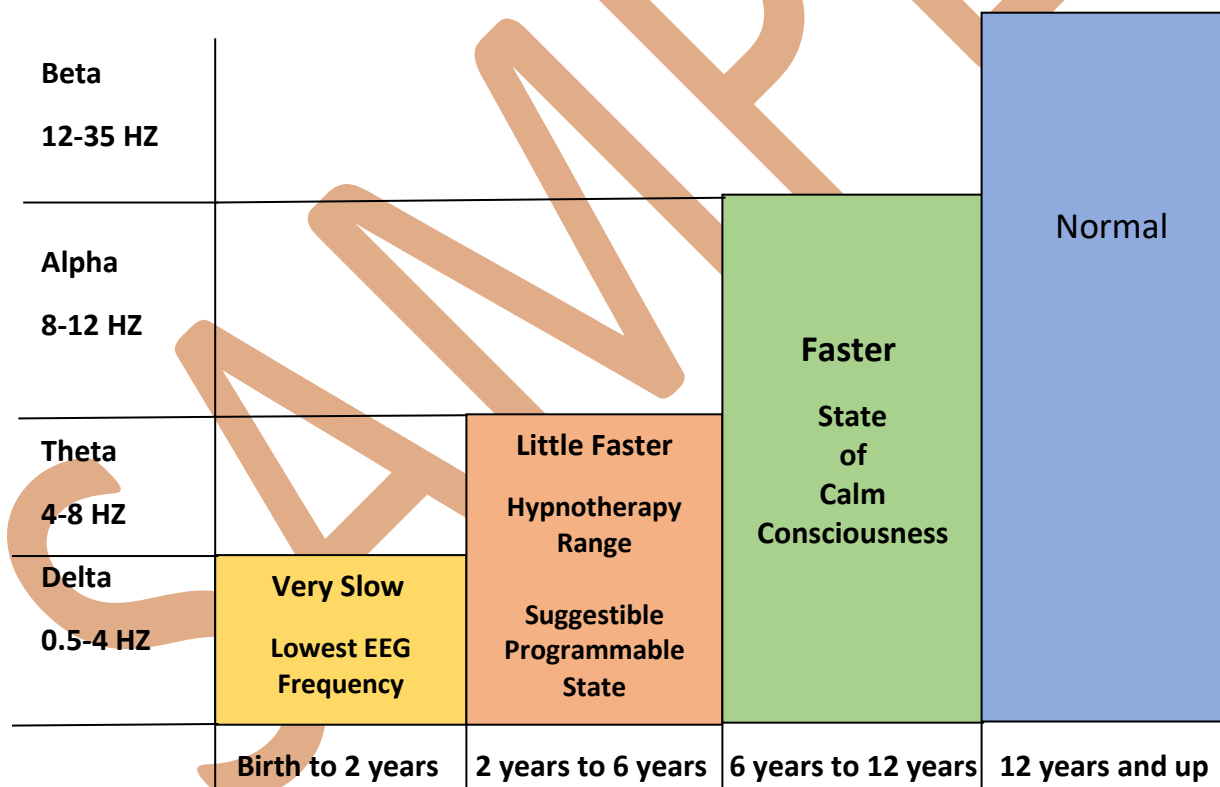 Beta
12-35 HZ
Alpha
8-12 HZ
Theta
4-8 HZ
Delta
0.5-4 HZ
Very Slow
Lowest EEG
Frequency
Little Faster
Hypnotherapy
Range
Suggestible
Programmable
State
Faster
State
of
Calm
Consciousness
Normal
Birth to 2 years
2 years to 6 years
6 years to 12 years
12 years and up